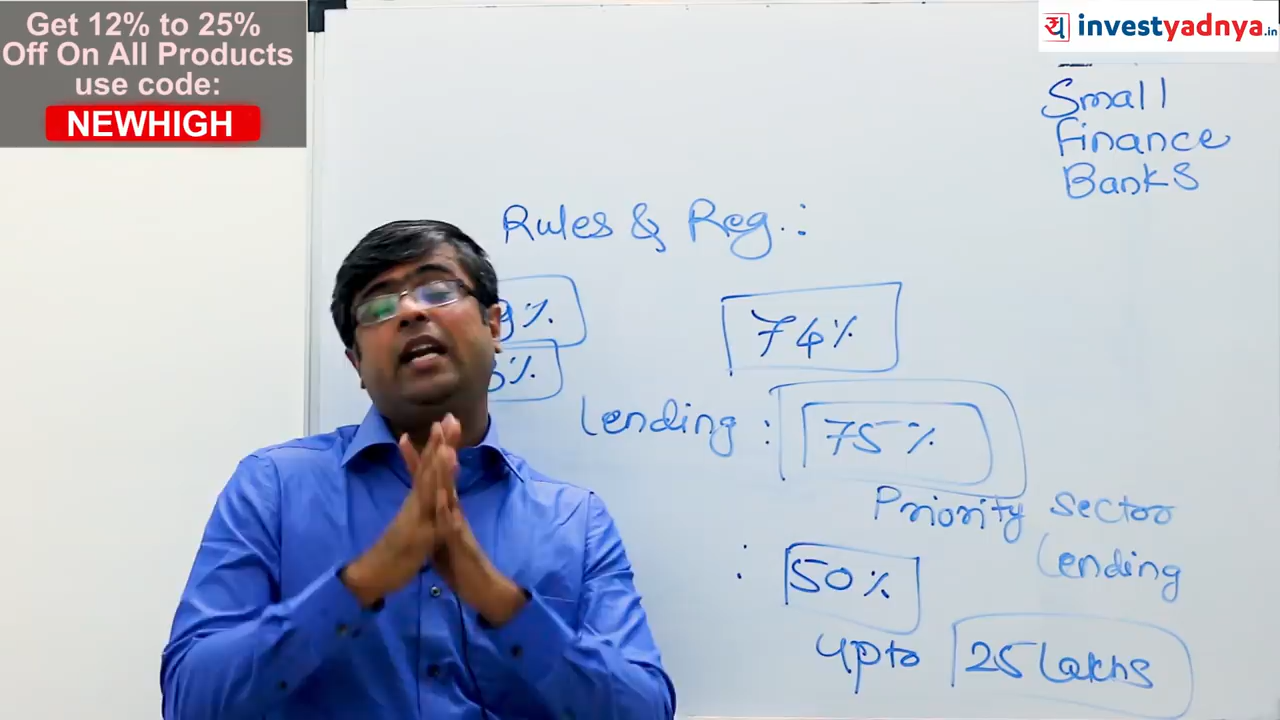 Get 12% to 25%
Off On All Products
use code:
NEWHIGH
investyadnya.in
Small
Finance
Banks
Rules & Reg.:
9%
74%
%
Lending : 75%
Priority Sector
Lending
: 50%
upto 25 Lakhs